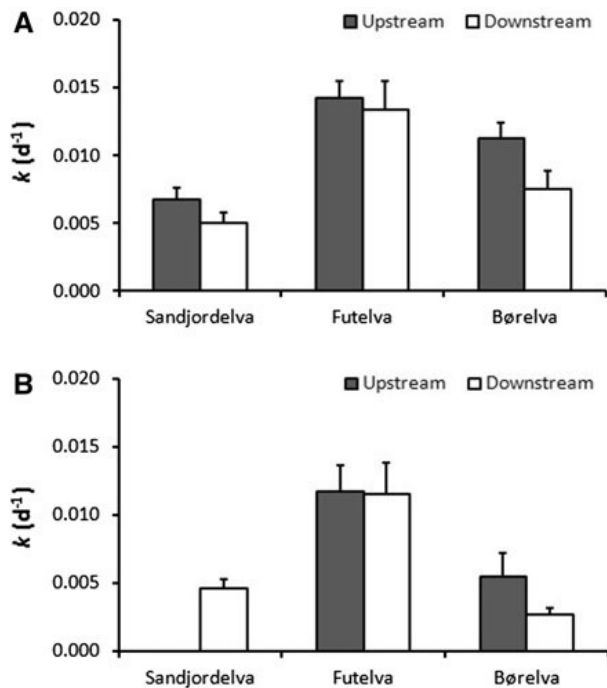 A
0.020
Upstream Downstream
0.015
0.010
0.005
0.000
k (d⁻¹)
Sandjordelva Futelva Børelva
B
0.020
Upstream Downstream
0.015
0.010
0.005
0.000
k (d⁻¹)
Sandjordelva Futelva Børelva